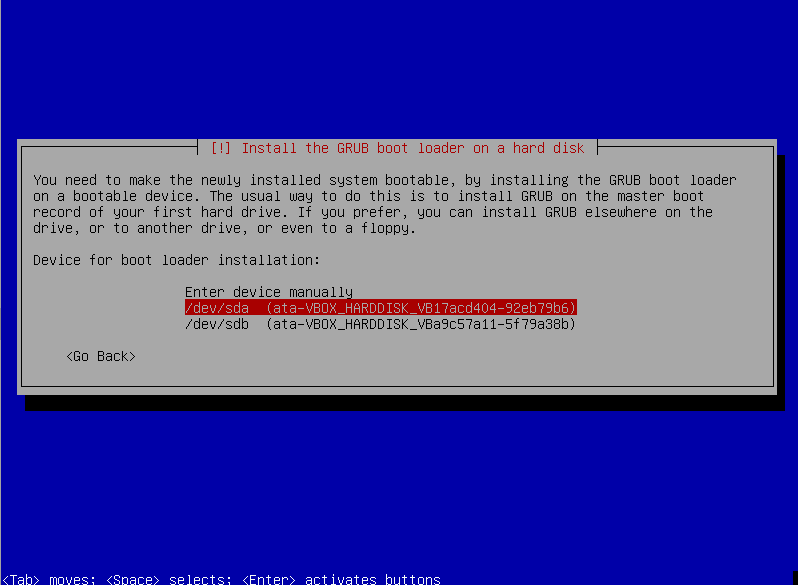 [!] Install the GRUB boot loader on a hard disk
You need to make the newly installed system bootable, by installing the GRUB boot loader
on a bootable device. The usual way to do this is to install GRUB on the master boot
record of your first hard drive. If you prefer, you can install GRUB elsewhere on the
drive, or to another drive, or even to a floppy.
Device for boot loader installation:
Enter device manually
/dev/sda  (ata-VBOX_HARDDISK_VB17acd404-92eb79b6)
/dev/sdb  (ata-VBOX_HARDDISK_VBa9c57a11-5f79a38b)
<Go Back>
<Tab> moves; <Space> selects; <Enter> activates buttons